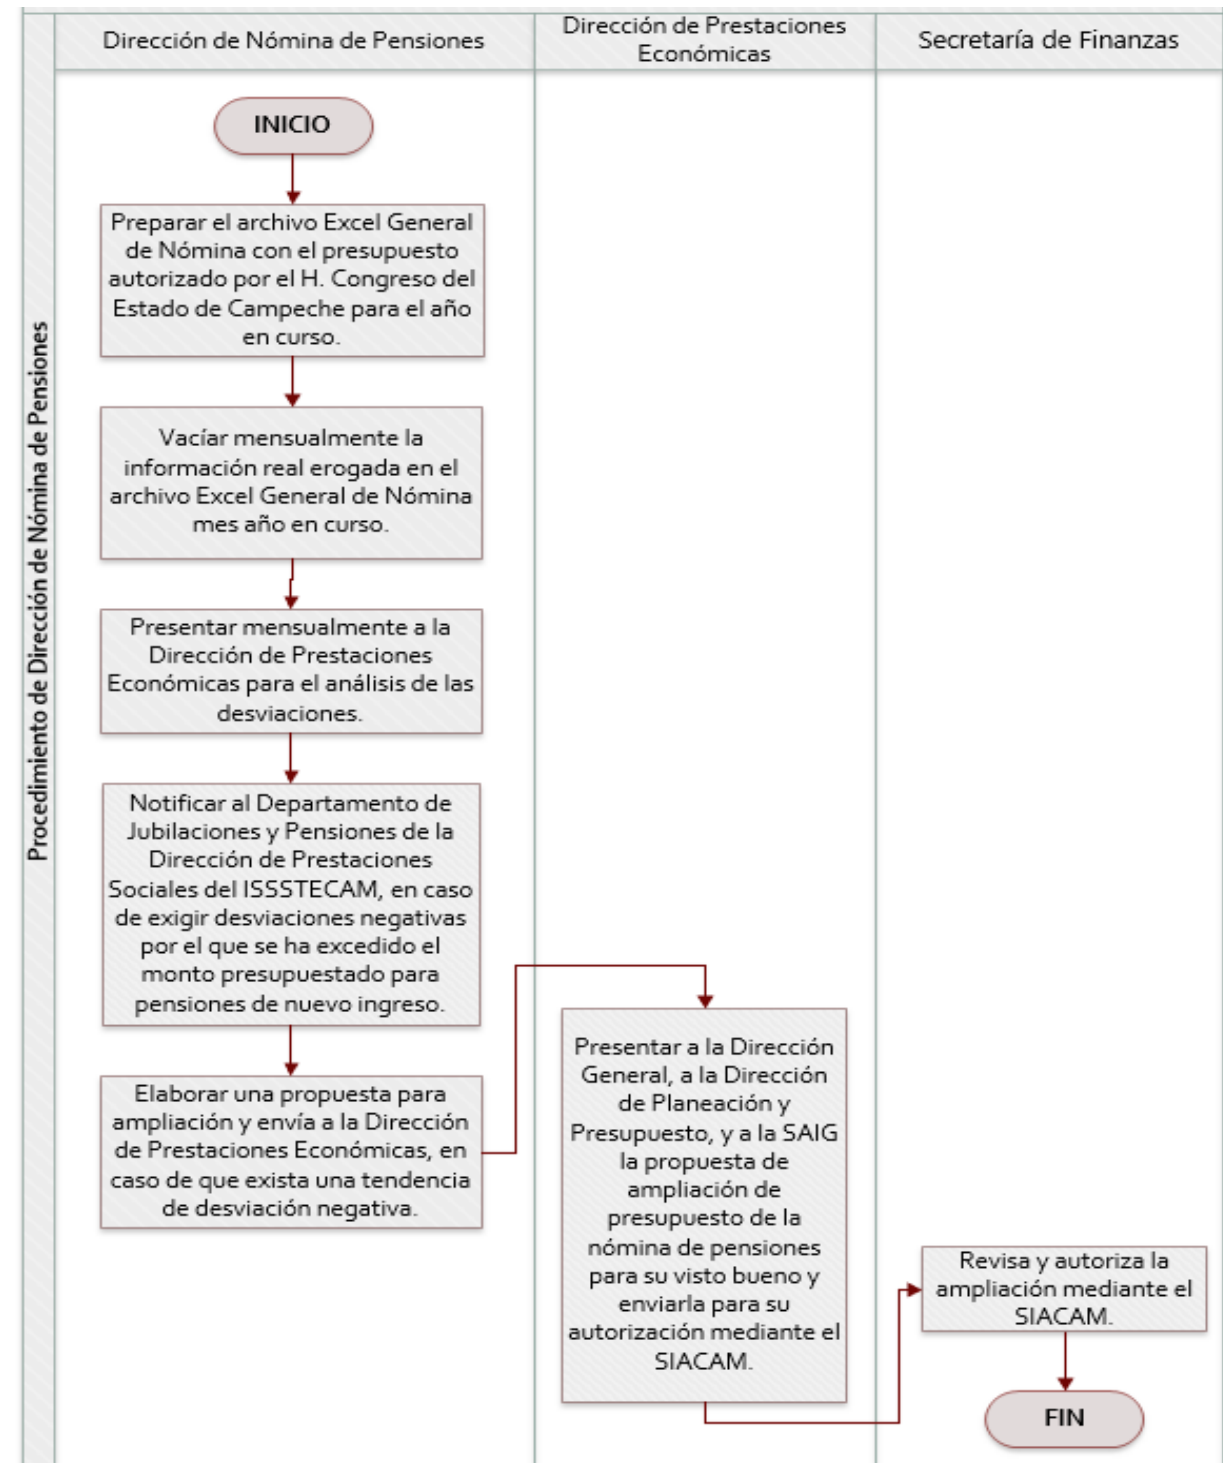 Dirección de Nómina de Pensiones
Dirección de Prestaciones
Económicas
Secretaría de Finanzas
Procedimiento de Dirección de Nómina de Pensiones
INICIO
Preparar el archivo Excel General
de Nómina con el presupuesto
autorizado por el H. Congreso del
Estado de Campeche para el año
en curso.
Vacíar mensualmente la
información real erogada en el
archivo Excel General de Nómina
mes año en curso.
Presentar mensualmente a la
Dirección de Prestaciones
Económicas para el análisis de las
desviaciones.
Notificar al Departamento de
Jubilaciones y Pensiones de la
Dirección de Prestaciones
Sociales del ISSSTECAM, en caso
de exigir desviaciones negativas
por el que se ha excedido el
monto presupuestado para
pensiones de nuevo ingreso.
Elaborar una propuesta para
ampliación y envía a la Dirección
de Prestaciones Económicas, en
caso de que exista una tendencia
de desviación negativa.
Presentar a la Dirección
General, a la Dirección
de Planeación y
Presupuesto, y a la SAIG
la propuesta de
ampliación de
presupuesto de la
nómina de pensiones
para su visto bueno y
enviarla para su
autorización mediante el
SIACAM.
Revisa y autoriza la
ampliación mediante el
SIACAM.
FIN